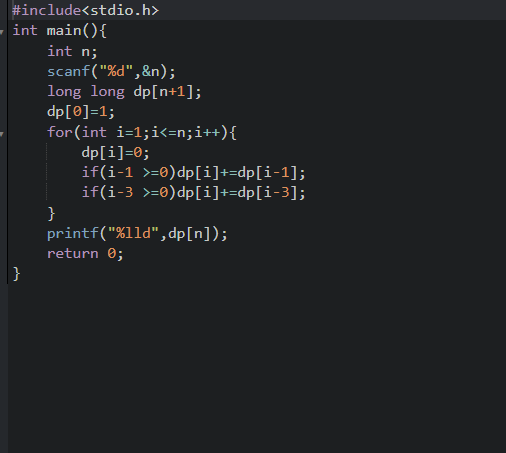 #include<stdio.h>
int main(){
    int n;
    scanf("%d",&n);
    long long dp[n+1];
    dp[0]=1;
    for(int i=1;i<=n;i++){
        dp[i]=0;
        if(i-1 >=0)dp[i]+=dp[i-1];
        if(i-3 >=0)dp[i]+=dp[i-3];
    }
    printf("%lld",dp[n]);
    return 0;
}